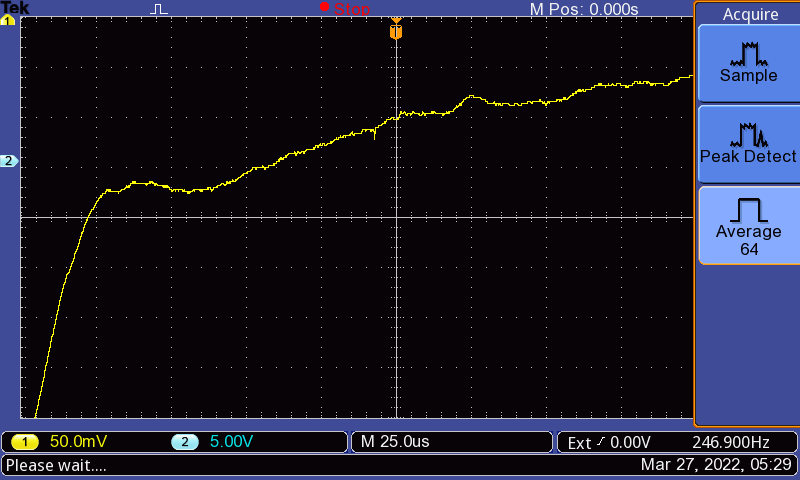 Tek Stop M Pos: 0.000s
Acquire
1
T
Sample
2
Peak Detect
Average
64
1 50.0mV 2 5.00V M 25.0us Ext 0.00V 246.900Hz
Please wait.... Mar 27, 2022, 05:29